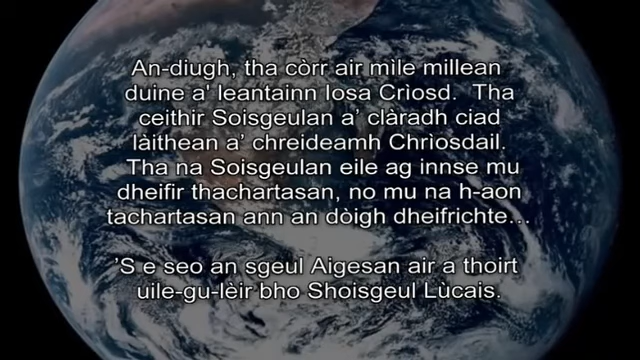 An-diugh, tha còrr air mìle millean
duine a' leantainn Iosa Crìosd. Tha
ceithir Soisgeulan a’ clàradh ciad
làithean a’ chreideamh Chrìosdail.
Tha na Soisgeulan eile ag innse mu
dheifir thachartasan, no mu na h-aon
tachartasan ann an dòigh dheifrichte...
’S e seo an sgeul Aigesan air a thoirt
uile-gu-lèir bho Shoisgeul Lùcais.